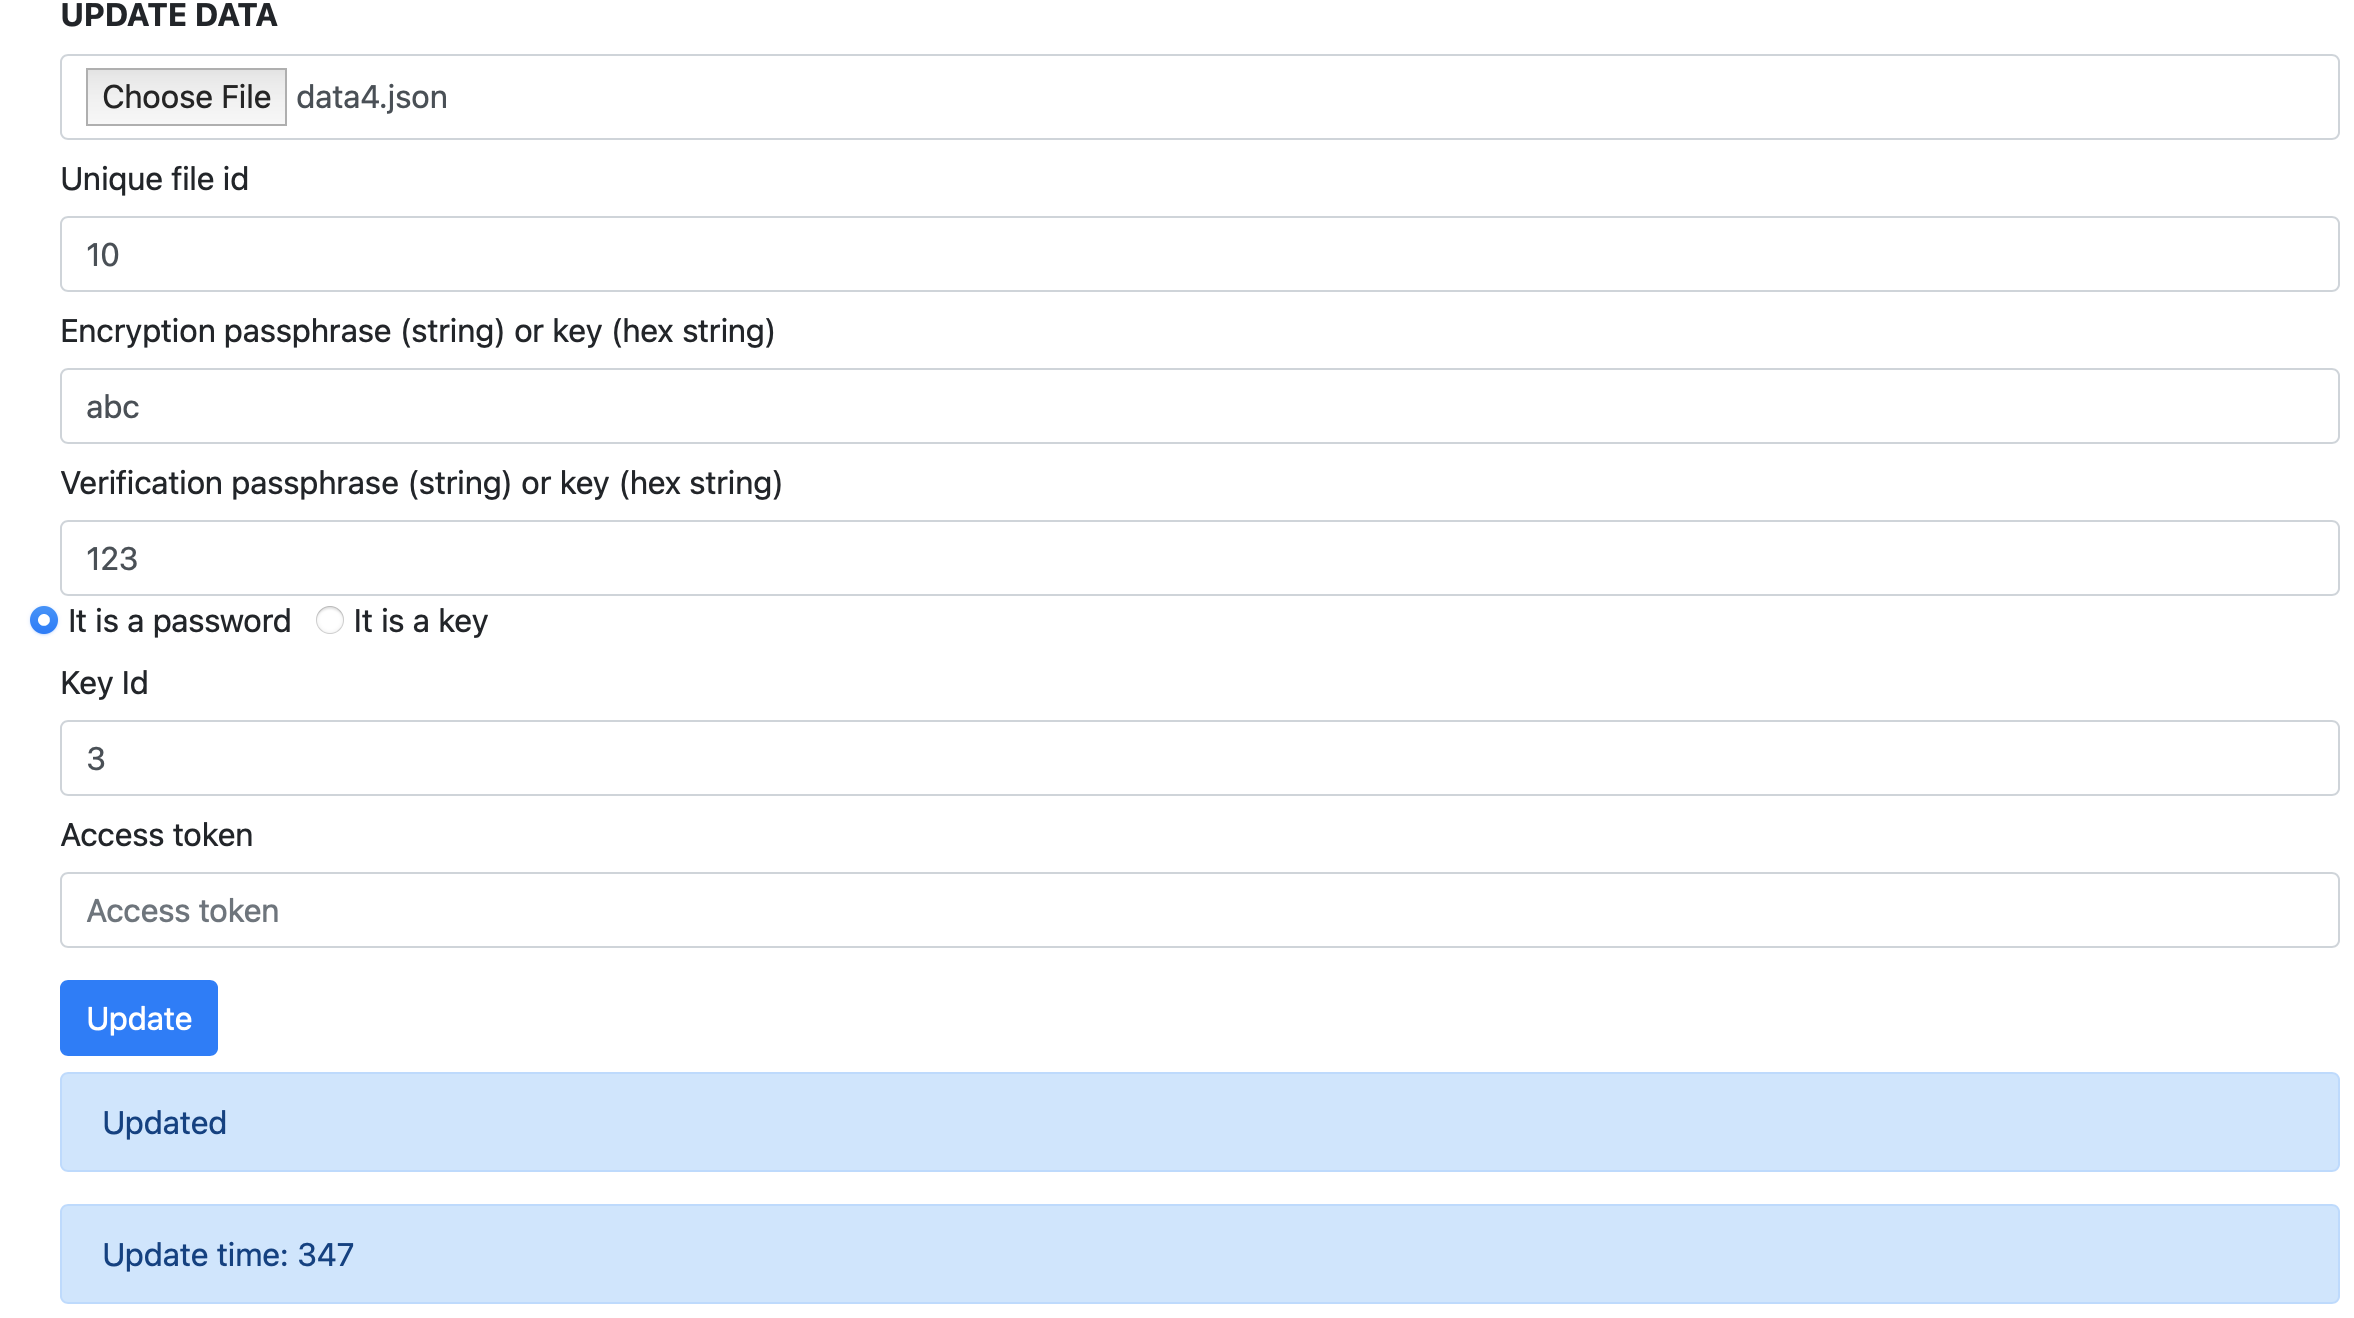 UPDATE DATA
Choose File data4.json
Unique file id
10
Encryption passphrase (string) or key (hex string)
abc
Verification passphrase (string) or key (hex string)
123
It is a password It is a key
Key Id
3
Access token
Access token
Update
Updated
Update time: 347